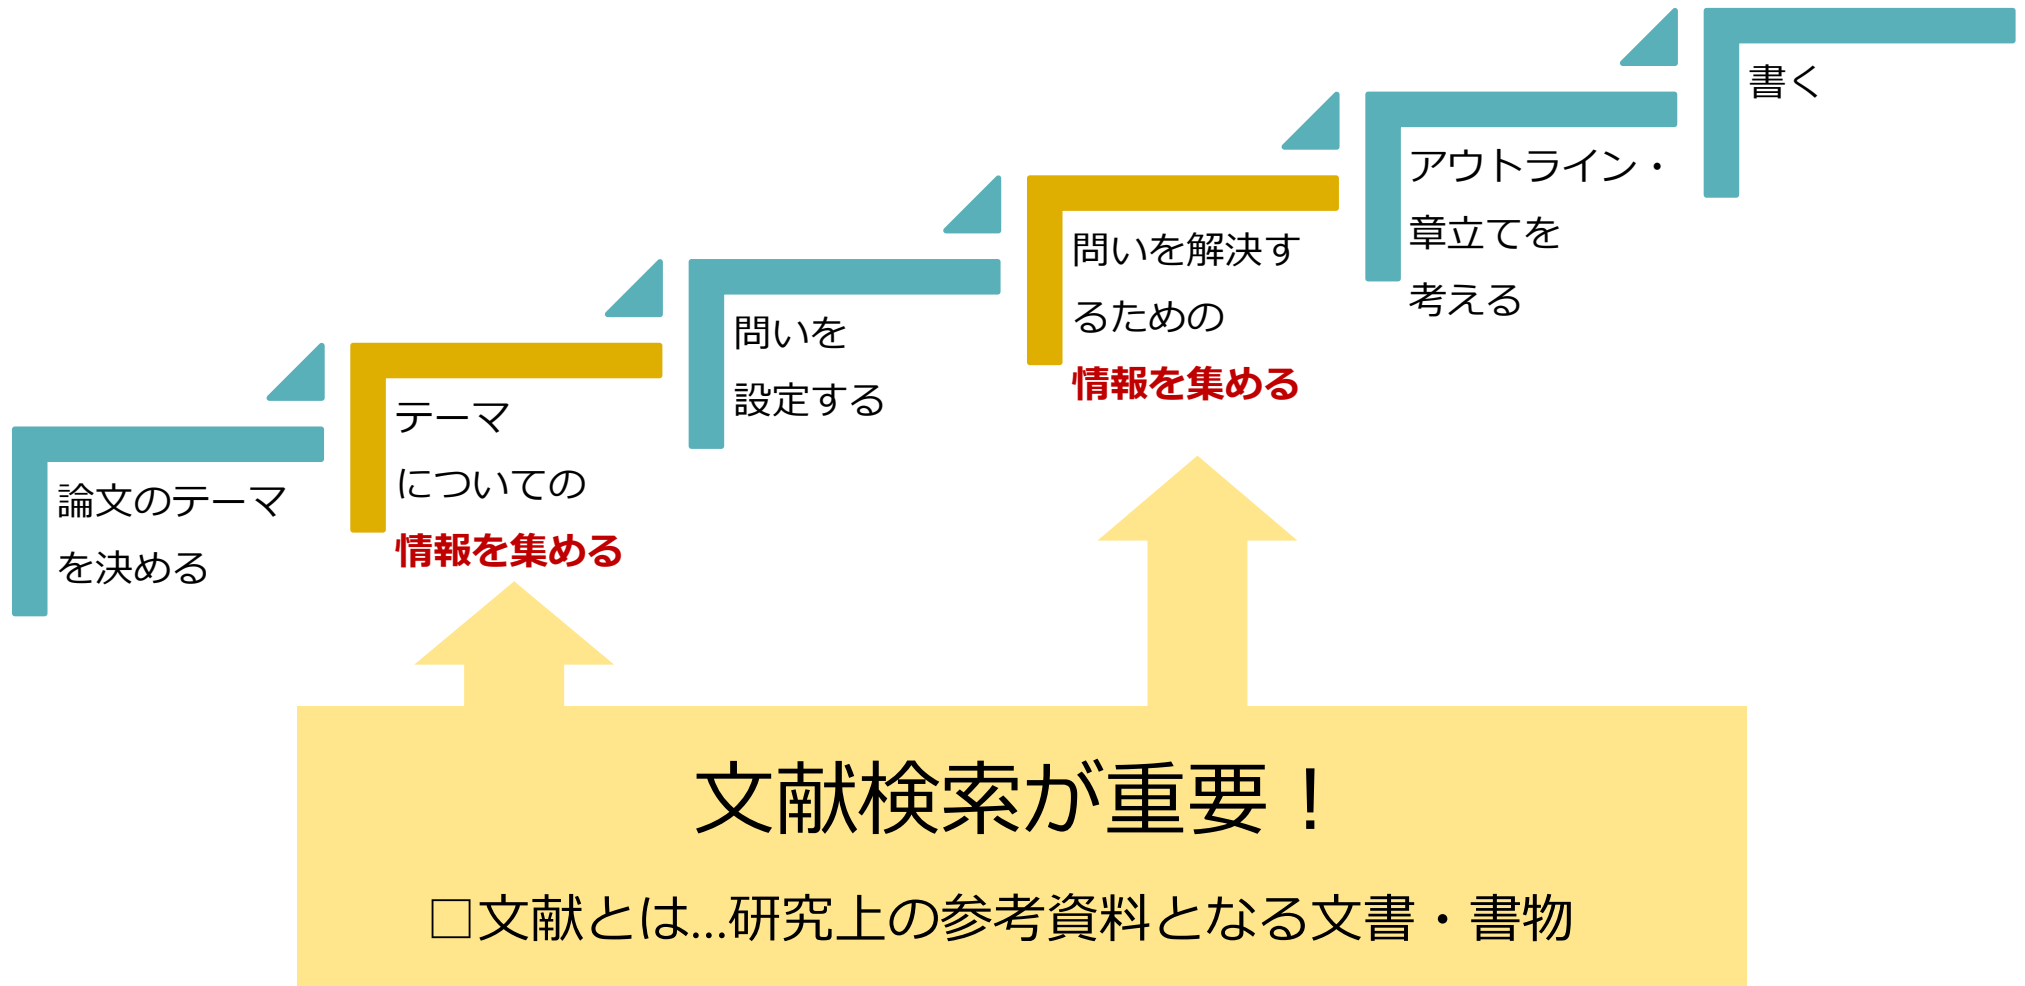 論文のテーマ
を決める
テーマ
についての
情報を集める
問いを
設定する
問いを解決す
るための
情報を集める
アウトライン・
章立てを
考える
書く
文献検索が重要！
□文献とは…研究上の参考資料となる文書・書物